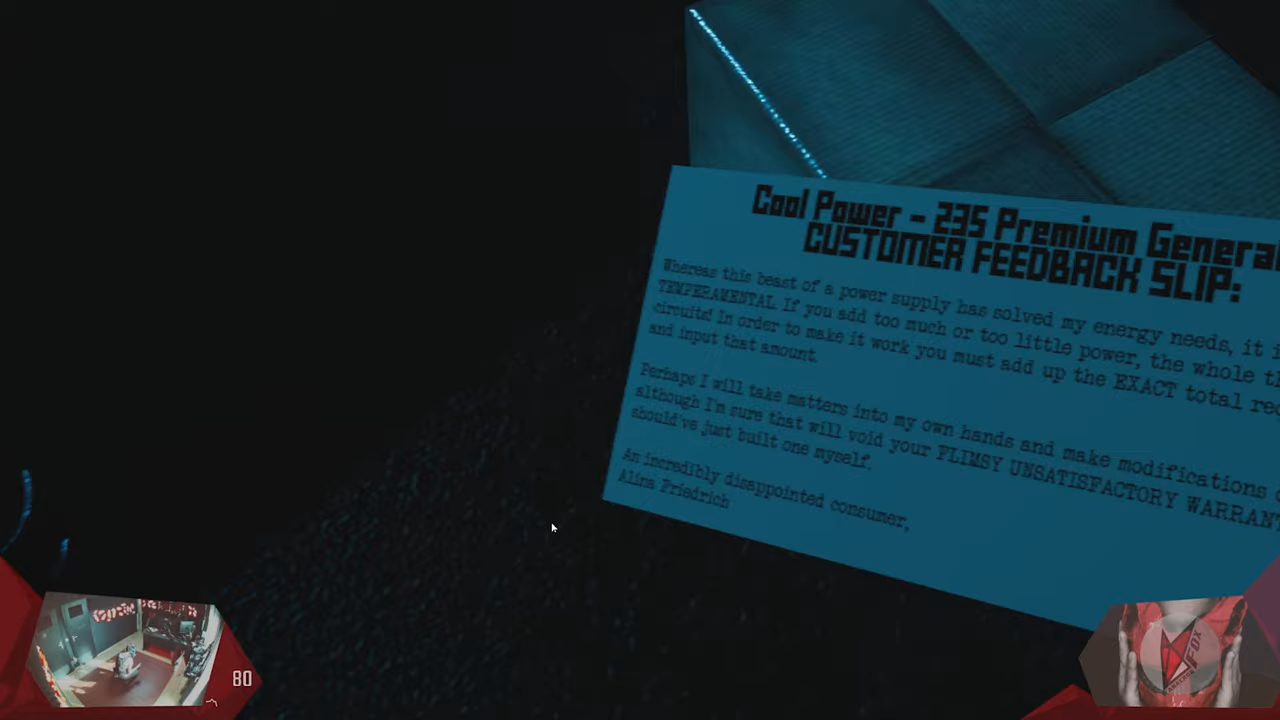 Cool Power - 235 Premium Genera
CUSTOMER FEEDBACK SLIP:
Whereas this beast of a power supply has solved my energy needs, it i
TEMPERAMENTAL. If you add too much or too little power, the whole th
circuits! In order to make it work you must add up the EXACT total re
and input that amount.
Perhaps I will take matters into my own hands and make modifications
although I'm sure that will void your FLIMSY UNSATISFACTORY WARRANT
should've just built one myself.
An incredibly disappointed consumer,
Alina Friedrich
80
FOX